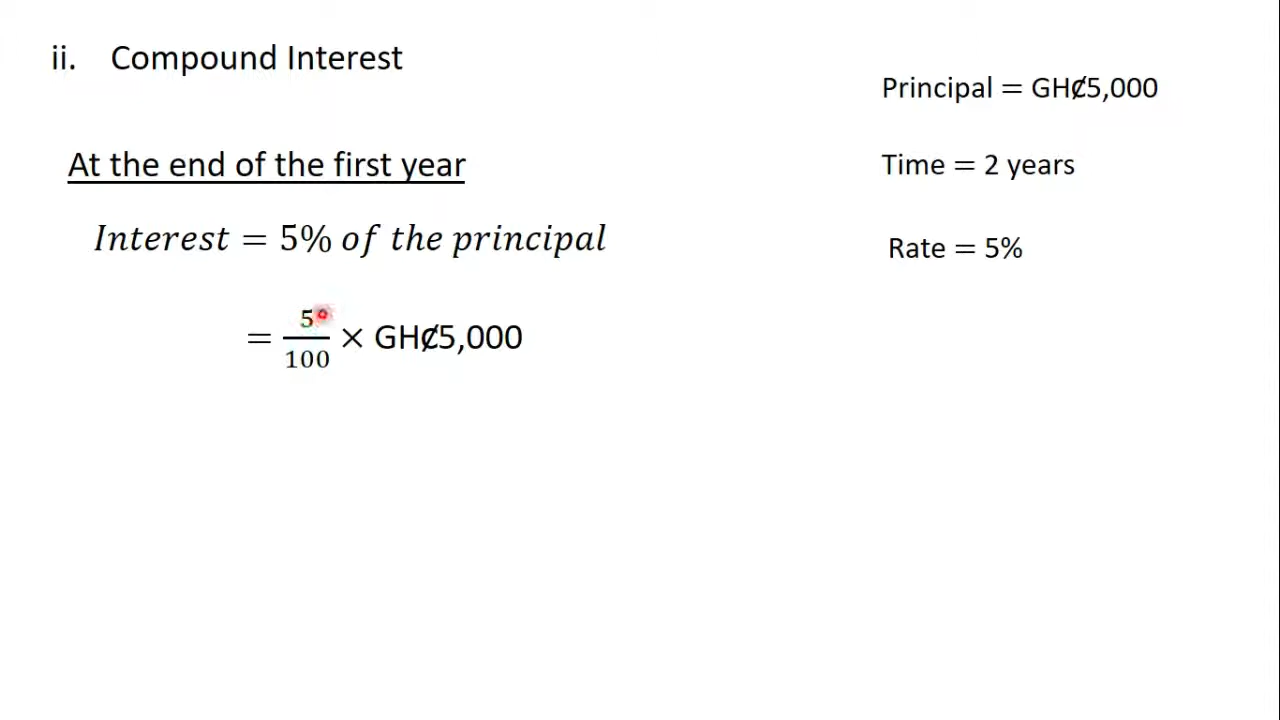 ii. Compound Interest
Principal = GH₵5,000
At the end of the first year
Time = 2 years
Interest = 5% of the principal
Rate = 5%
= 5/100 × GH₵5,000